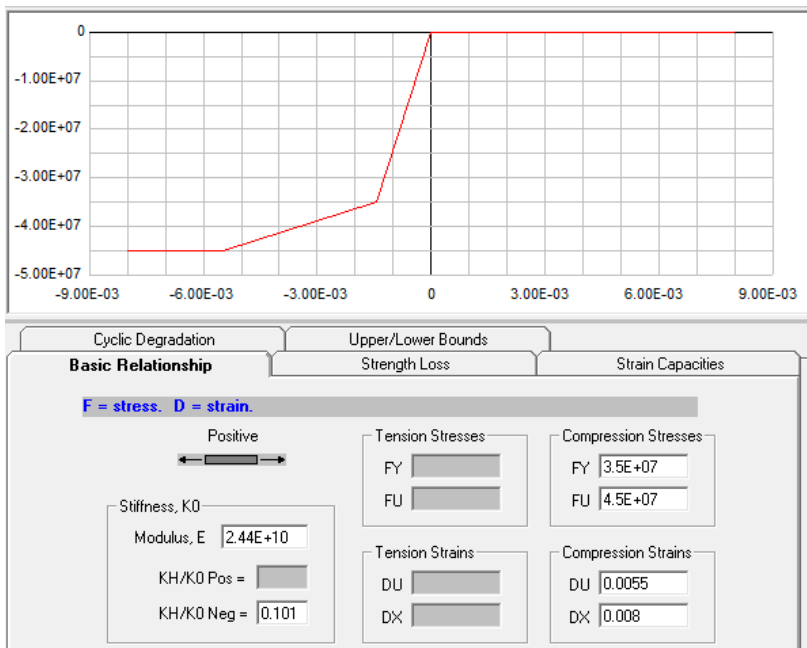 0
-1.00E+07
-2.00E+07
-3.00E+07
-4.00E+07
-5.00E+07
-9.00E-03 -6.00E-03 -3.00E-03 0 3.00E-03 6.00E-03 9.00E-03
Cyclic Degradation Upper/Lower Bounds
Basic Relationship Strength Loss Strain Capacities
F = stress. D = strain.
Positive
Tension Stresses
FY
FU
Compression Stresses
FY 3.5E+07
FU 4.5E+07
Stiffness, K0
Modulus, E 2.44E+10
KH/K0 Pos =
KH/K0 Neg = 0.101
Tension Strains
DU
DX
Compression Strains
DU 0.0055
DX 0.008